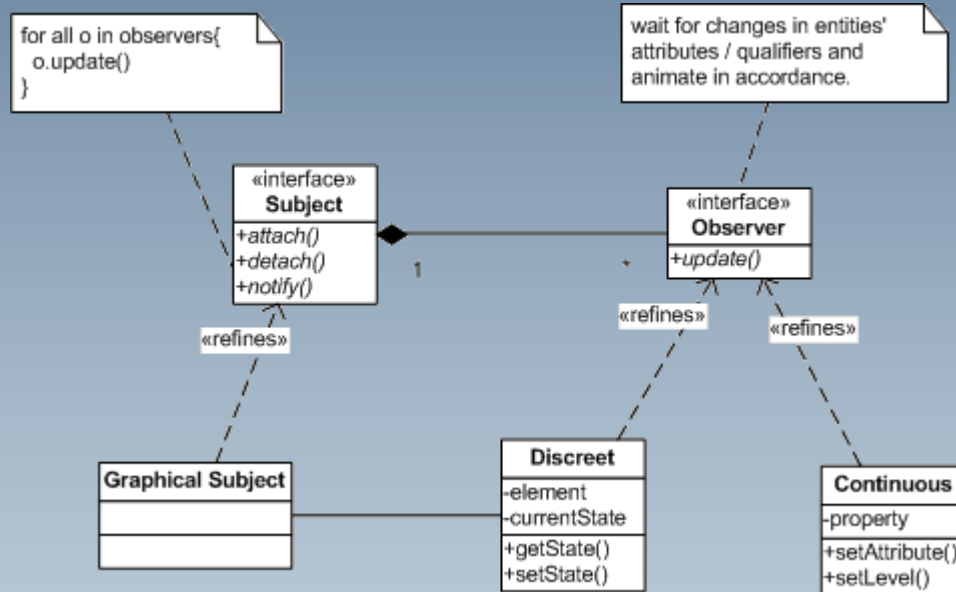 for all o in observers{
o.update()
}
wait for changes in entities'
attributes / qualifiers and
animate in accordance.
«interface»
Subject
+attach()
+detach()
+notify()
«interface»
Observer
+update()
1
*
«refines»
«refines»
«refines»
Graphical Subject
Discreet
-element
-currentState
+getState()
+setState()
Continuous
-property
+setAttribute()
+setLevel()